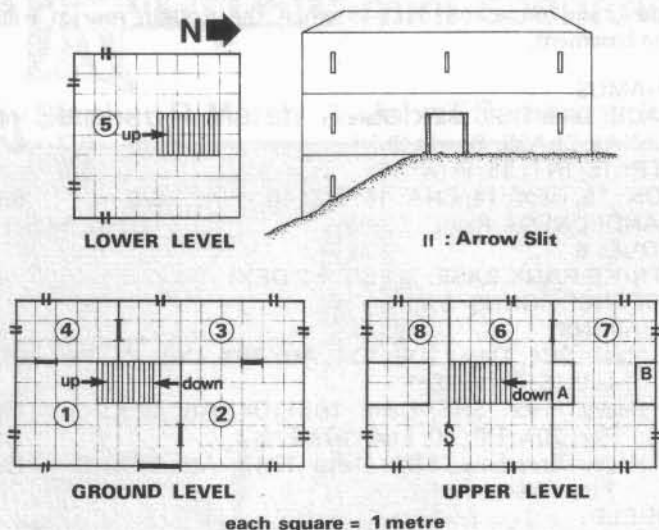 N
5
up
LOWER LEVEL
II : Arrow Slit
4
3
up
down
1
2
GROUND LEVEL
8
6
7
down A
B
S
UPPER LEVEL
each square = 1 metre